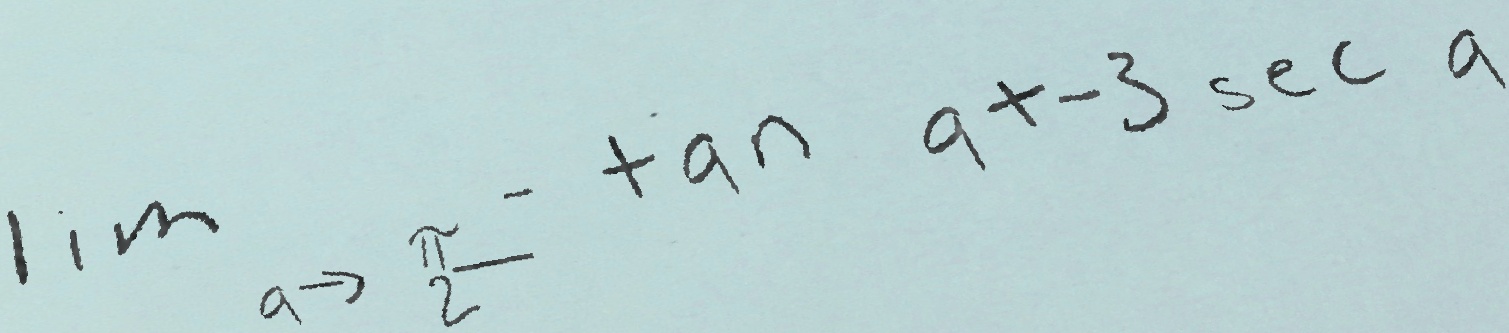 lim a→π/2⁻ tan a+-3 sec a